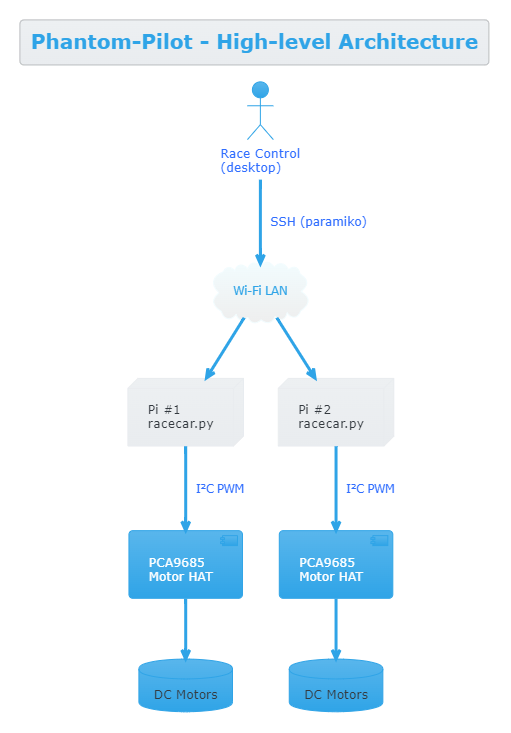 Phantom-Pilot - High-level Architecture
Race Control
(desktop)
SSH (paramiko)
Wi-Fi LAN
Pi #1
racecar.py
Pi #2
racecar.py
I²C PWM
I²C PWM
PCA9685
Motor HAT
PCA9685
Motor HAT
DC Motors
DC Motors